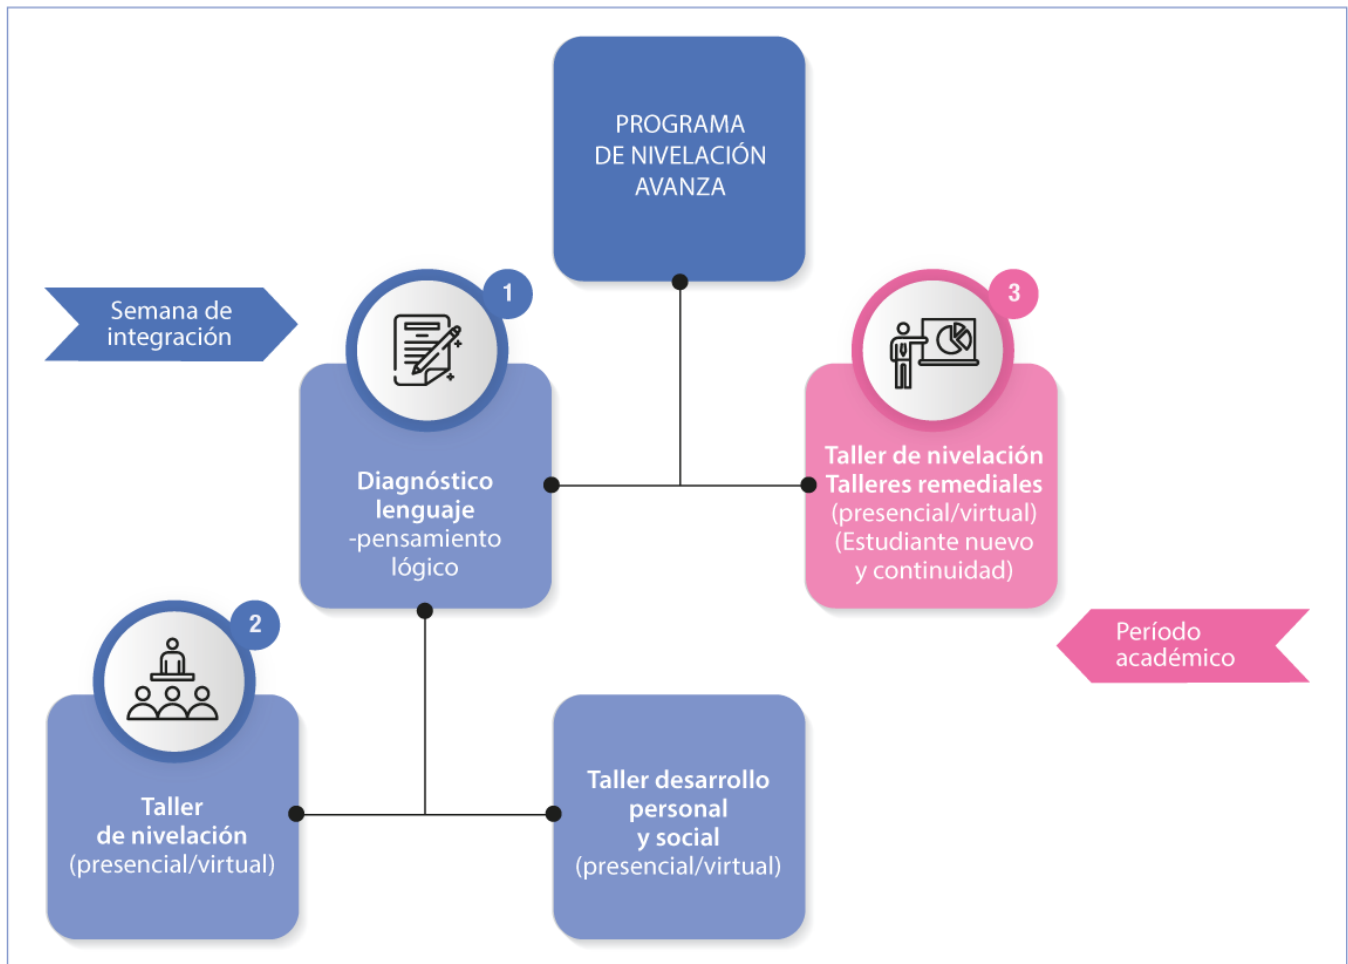 PROGRAMA
DE NIVELACIÓN
AVANZA
Semana de
integración
1
Diagnóstico
lenguaje
-pensamiento
lógico
3
Taller de nivelación
Talleres remediales
(presencial/virtual)
(Estudiante nuevo
y continuidad)
Período
académico
2
Taller
de nivelación
(presencial/virtual)
Taller desarrollo
personal
y social
(presencial/virtual)